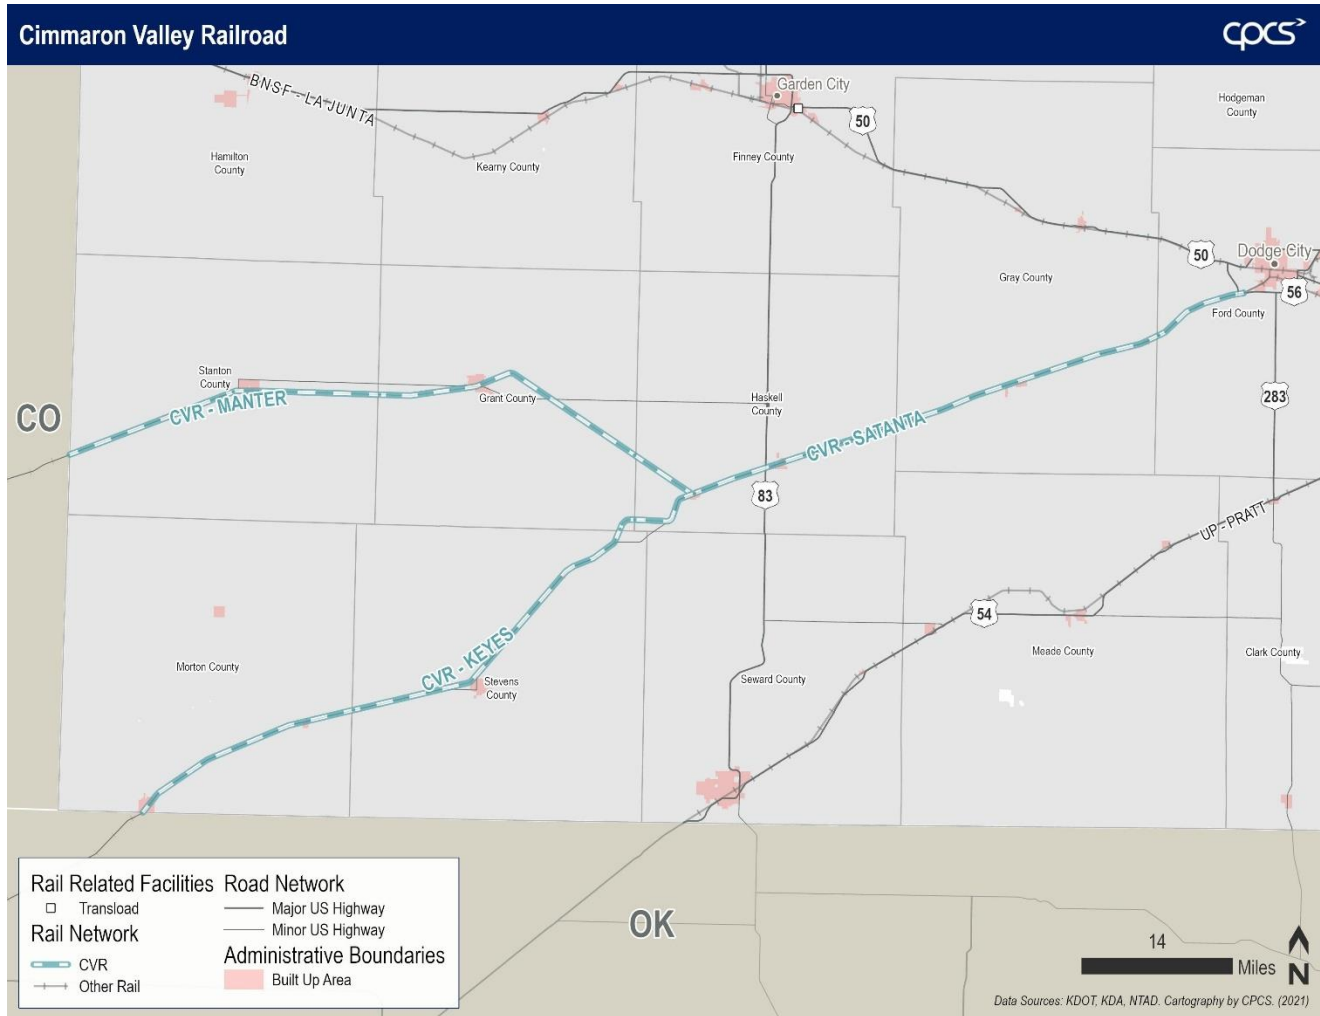 Cimmaron Valley Railroad
cpcs
BNSF - LA JUNTA
Garden City
50
Hodgeman
County
Hamilton
County
Kearny County
Finney County
50
Dodge City
56
Gray County
Ford County
Stanton
County
CVR - MANTER
Grant County
Haskell
County
283
CO
CVR - SATANTA
83
UP - PRATT
54
CVR - KEYES
Morton County
Stevens
County
Seward County
Meade County
Clark County
Rail Related Facilities
Transload
Rail Network
CVR
Other Rail
Road Network
Major US Highway
Minor US Highway
Administrative Boundaries
Built Up Area
OK
14
Miles
N
Data Sources: KDOT, KDA, NTAD. Cartography by CPCS. (2021)